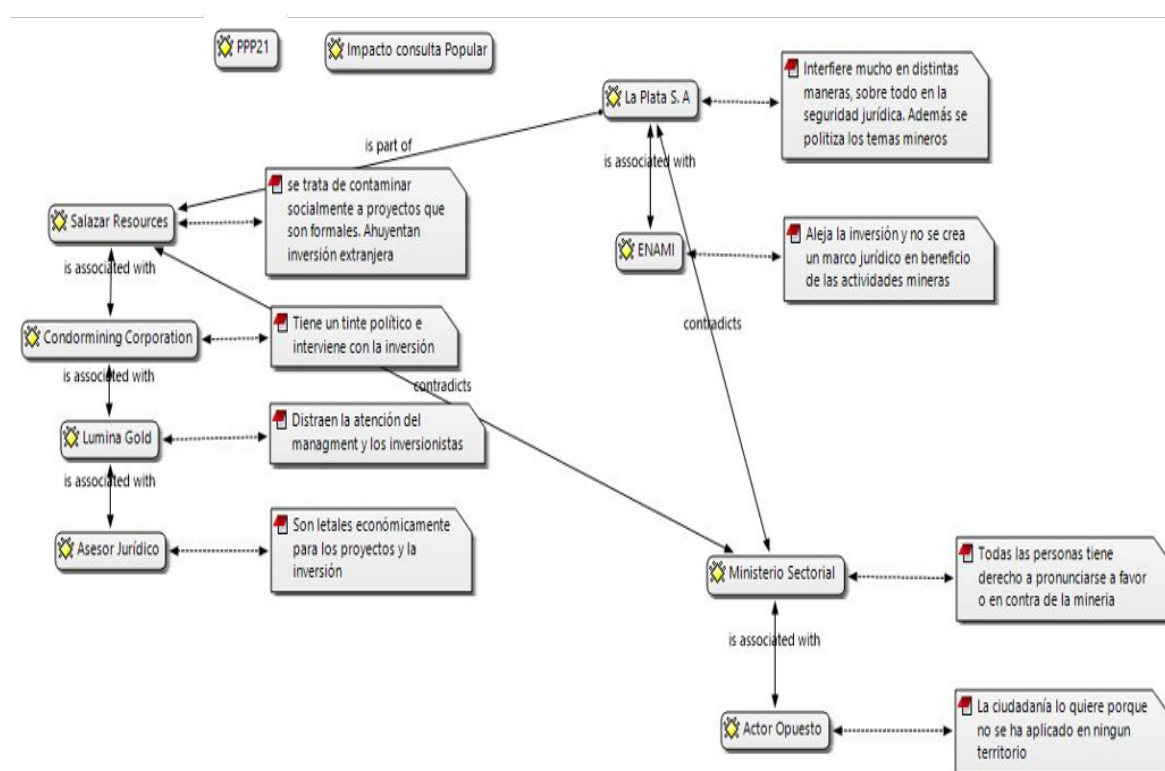 PPP21
Impacto consulta Popular
La Plata S. A
Interfiere mucho en distintas
maneras, sobre todo en la
seguridad jurídica. Además se
politiza los temas mineros
is part of
is associated with
se trata de contaminar
socialmente a proyectos que
son formales. Ahuyentan
inversión extranjera
Salazar Resources
ENAMI
Aleja la inversión y no se crea
un marco jurídico en beneficio
de las actividades mineras
is associated with
Tiene un tinte político e
interviene con la inversión
contradicts
Condormining Corporation
is associated with
contradicts
Distraen la atención del
managment y los inversionistas
Lumina Gold
is associated with
Son letales económicamente
para los proyectos y la
inversión
Asesor Jurídico
Ministerio Sectorial
Todas las personas tiene
derecho a pronunciarse a favor
o en contra de la mineria
is associated with
Actor Opuesto
La ciudadanía lo quiere porque
no se ha aplicado en ningun
territorio